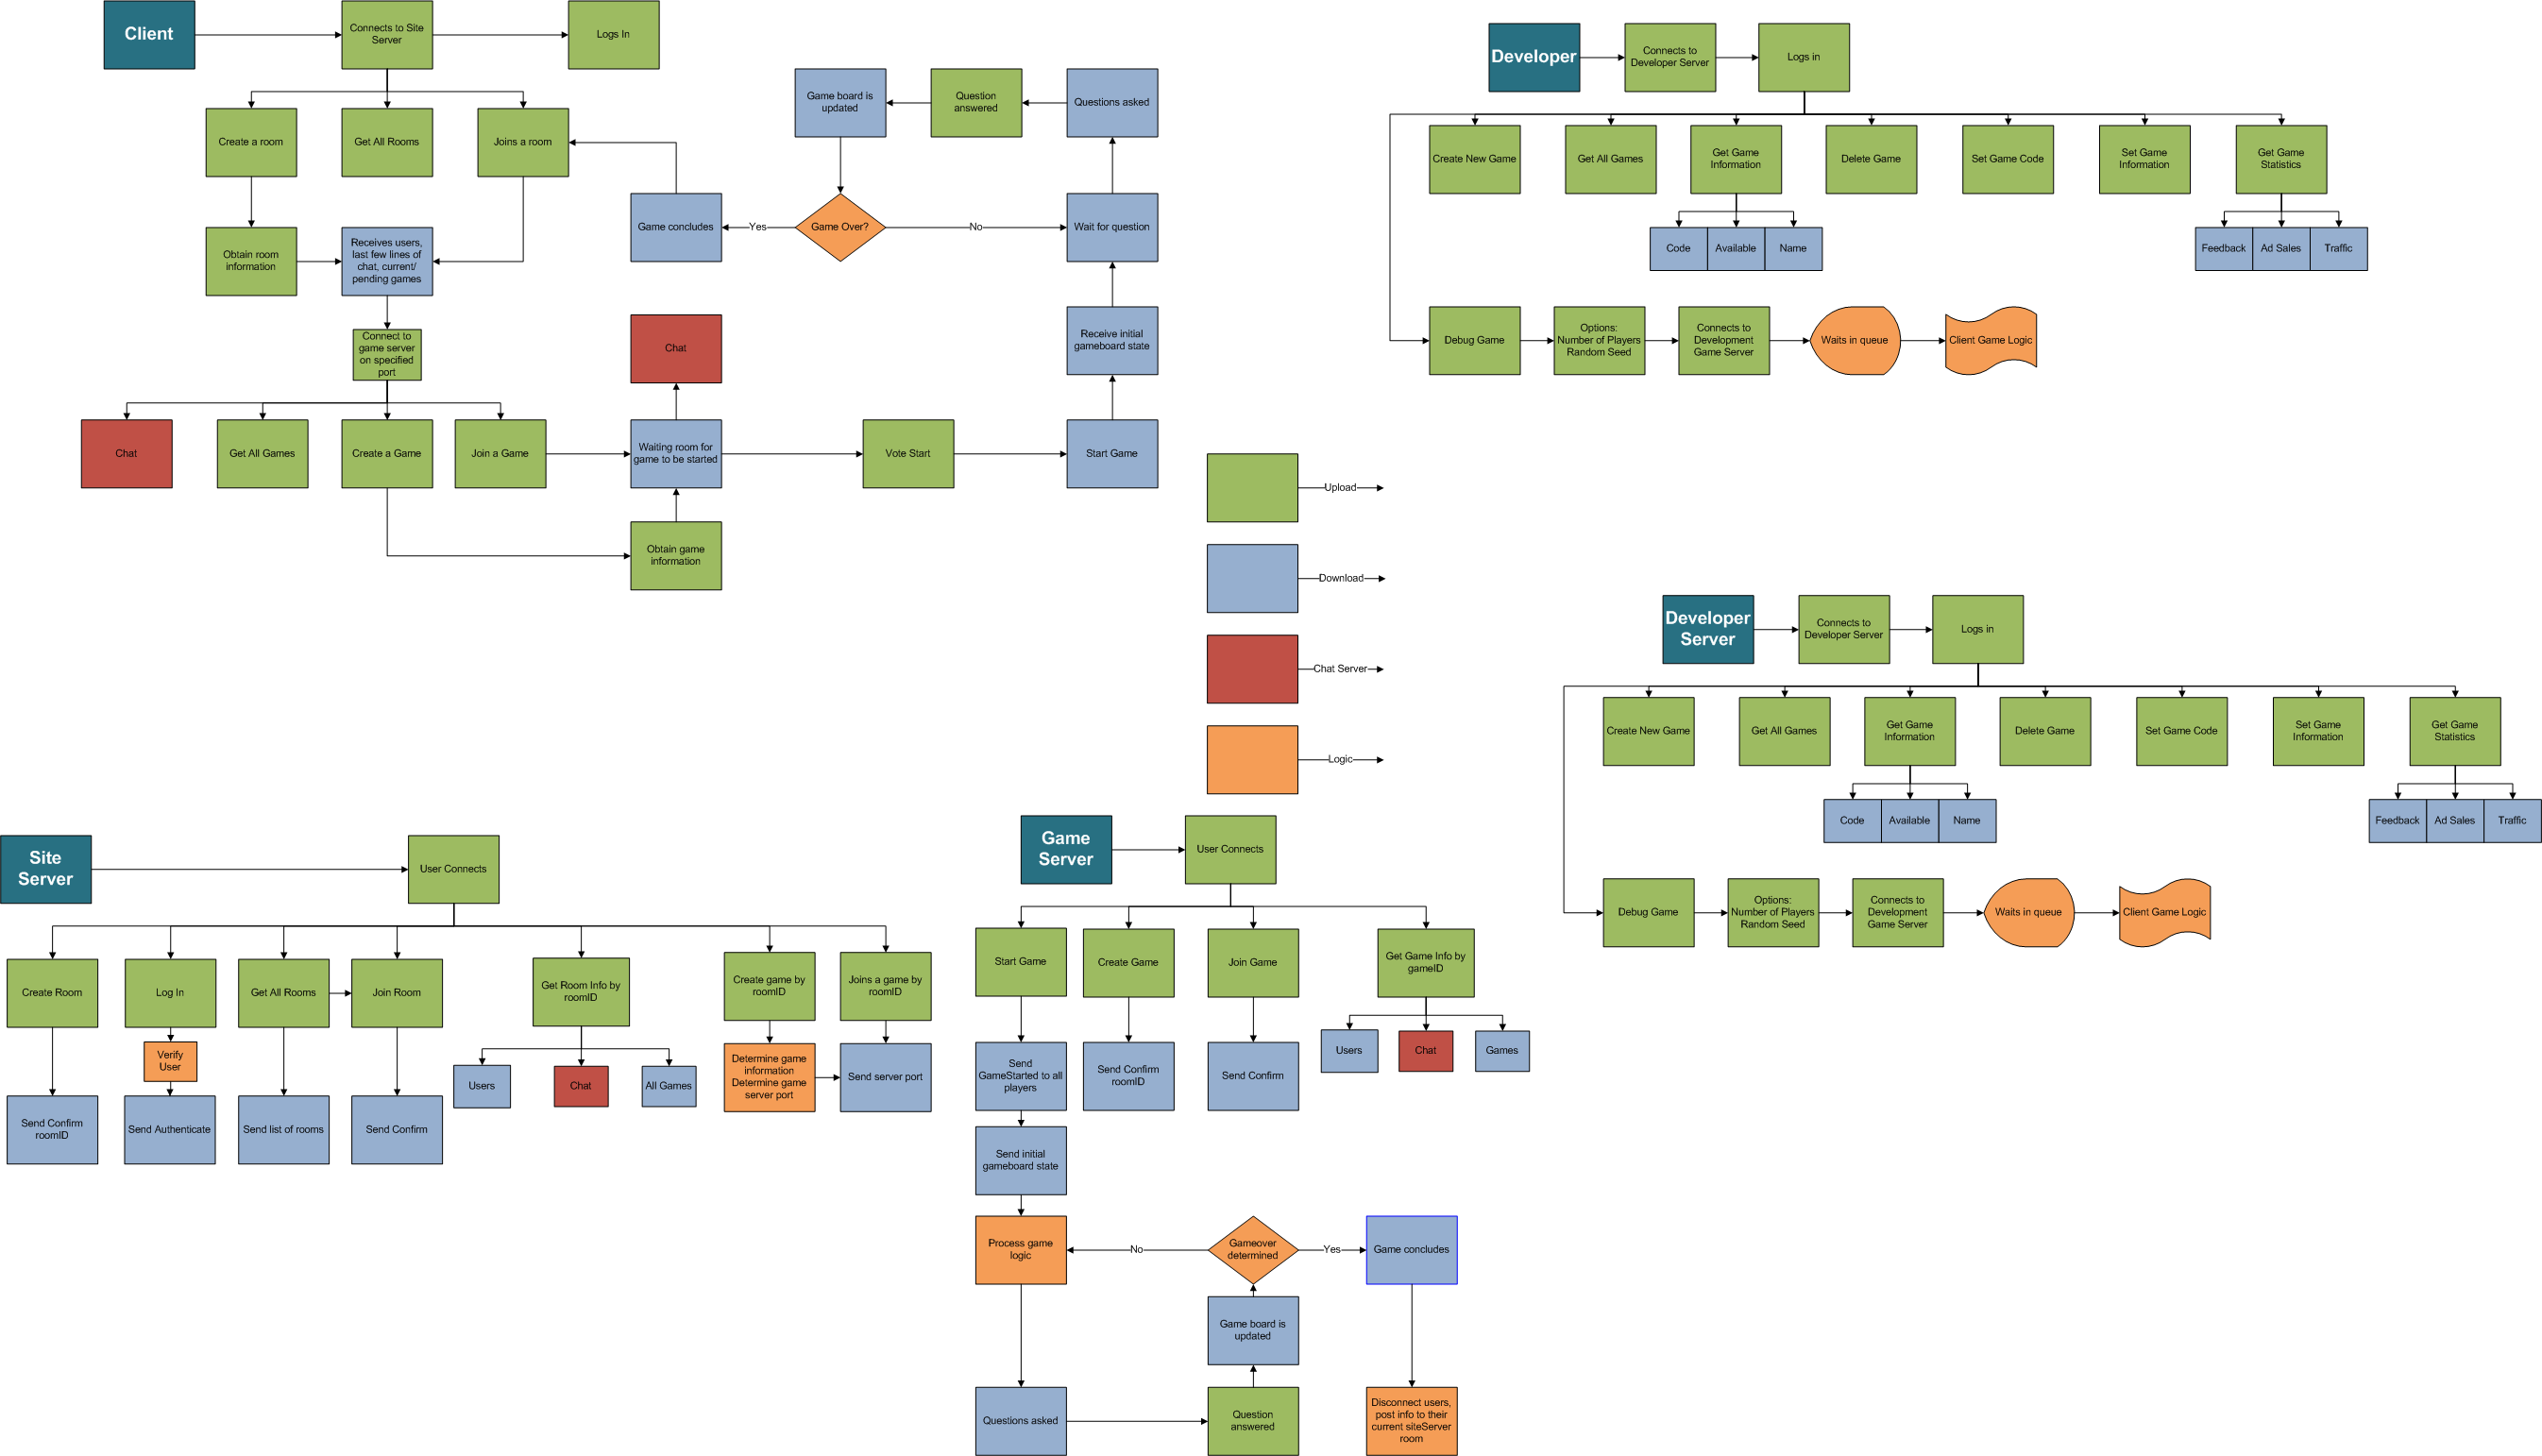 Client
Connects to Site
Server
Logs In
Create a room
Get All Rooms
Joins a room
Obtain room
information
Receives users,
last few lines of
chat, current/
pending games
Connect to
game server
on specified
port
Chat
Get All Games
Create a Game
Join a Game
Obtain game
information
Waiting room for
game to be started
Chat
Vote Start
Start Game
Receive initial
gameboard state
Wait for question
Questions asked
Question
answered
Game board is
updated
Game Over?
Yes
No
Game concludes
Developer
Connects to
Developer Server
Logs in
Create New Game
Get All Games
Get Game
Information
Delete Game
Set Game Code
Set Game
Information
Get Game
Statistics
Code
Available
Name
Feedback
Ad Sales
Traffic
Debug Game
Options:
Number of Players
Random Seed
Connects to
Development
Game Server
Waits in queue
Client Game Logic
Upload
Download
Chat Server
Logic
Developer
Server
Connects to
Developer Server
Logs in
Create New Game
Get All Games
Get Game
Information
Delete Game
Set Game Code
Set Game
Information
Get Game
Statistics
Code
Available
Name
Feedback
Ad Sales
Traffic
Debug Game
Options:
Number of Players
Random Seed
Connects to
Development
Game Server
Waits in queue
Client Game Logic
Site
Server
User Connects
Create Room
Log In
Get All Rooms
Join Room
Get Room Info by
roomID
Create game by
roomID
Joins a game by
roomID
Verify
User
Users
Chat
All Games
Determine game
information
Determine game
server port
Send server port
Send Confirm
roomID
Send Authenticate
Send list of rooms
Send Confirm
Game
Server
User Connects
Start Game
Create Game
Join Game
Get Game Info by
gameID
Send
GameStarted to all
players
Send Confirm
roomID
Send Confirm
Users
Chat
Games
Send initial
gameboard state
Process game
logic
No
Gameover
determined
Yes
Game concludes
Game board is
updated
Questions asked
Question
answered
Disconnect users,
post info to their
current siteServer
room